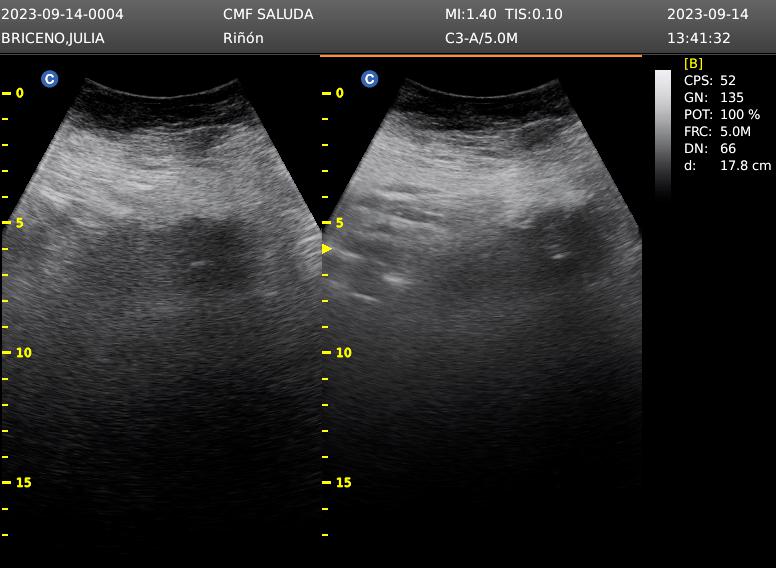 2023-09-14-0004 CMF SALUDA MI:1.40 TIS:0.10 2023-09-14
BRICENO,JULIA Riñón C3-A/5.0M 13:41:32
[B]
CPS: 52
GN: 135
POT: 100 %
FRC: 5.0M
DN: 66
d: 17.8 cm
C C
0 0
5 5
10 10
15 15